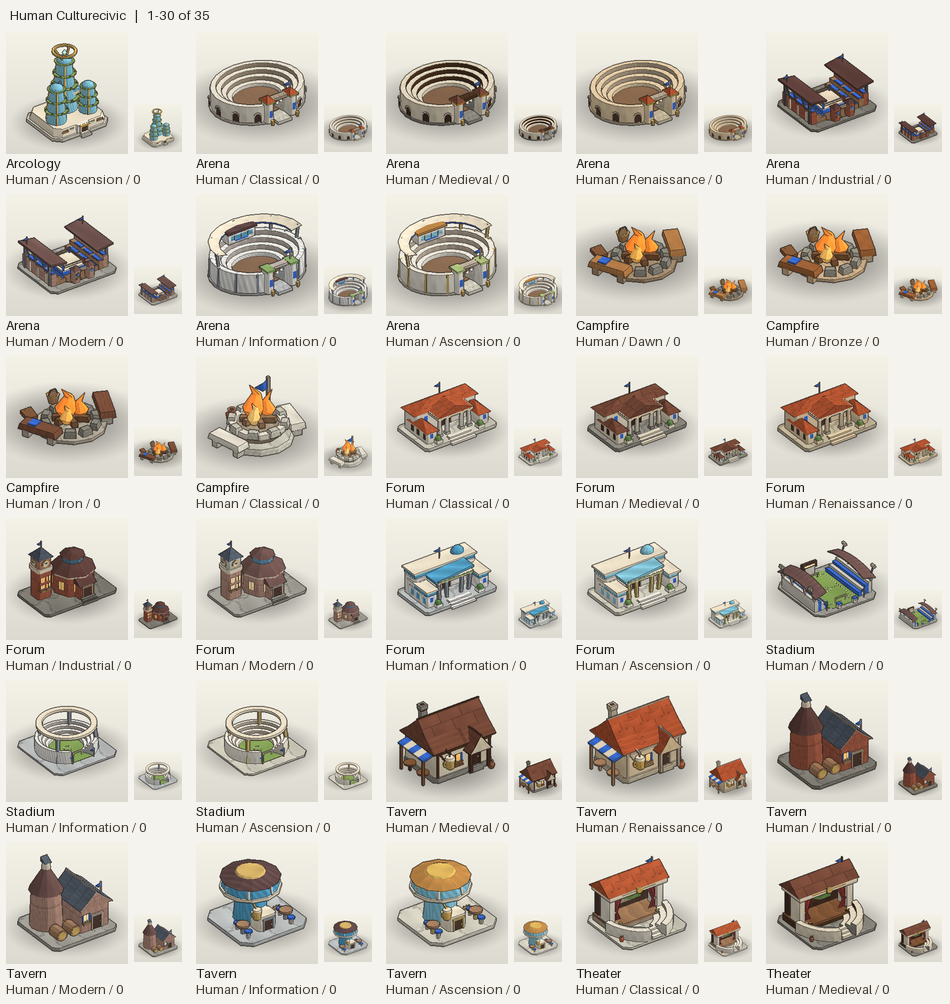 Human Culturecivic | 1-30 of 35
Arcology
Human / Ascension / 0
Arena
Human / Classical / 0
Arena
Human / Medieval / 0
Arena
Human / Renaissance / 0
Arena
Human / Industrial / 0
Arena
Human / Modern / 0
Arena
Human / Information / 0
Arena
Human / Ascension / 0
Campfire
Human / Dawn / 0
Campfire
Human / Bronze / 0
Campfire
Human / Iron / 0
Campfire
Human / Classical / 0
Forum
Human / Classical / 0
Forum
Human / Medieval / 0
Forum
Human / Renaissance / 0
Forum
Human / Industrial / 0
Forum
Human / Modern / 0
Forum
Human / Information / 0
Forum
Human / Ascension / 0
Stadium
Human / Modern / 0
Stadium
Human / Information / 0
Stadium
Human / Ascension / 0
Tavern
Human / Medieval / 0
Tavern
Human / Renaissance / 0
Tavern
Human / Industrial / 0
Tavern
Human / Modern / 0
Tavern
Human / Information / 0
Tavern
Human / Ascension / 0
Theater
Human / Classical / 0
Theater
Human / Medieval / 0